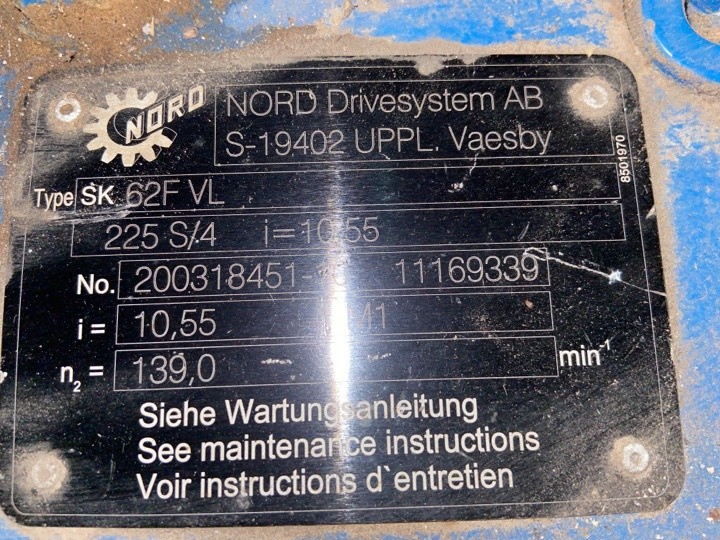 NORD
NORD Drivesystem AB
S-19402 UPPL. Vaesby
8501970
Type SK 62F VL
225 S/4 i=10,55
No. 200318451- 11169339
i = 10,55
n2 = 139,0 min-1
Siehe Wartungsanleitung
See maintenance instructions
Voir instructions d`entretien